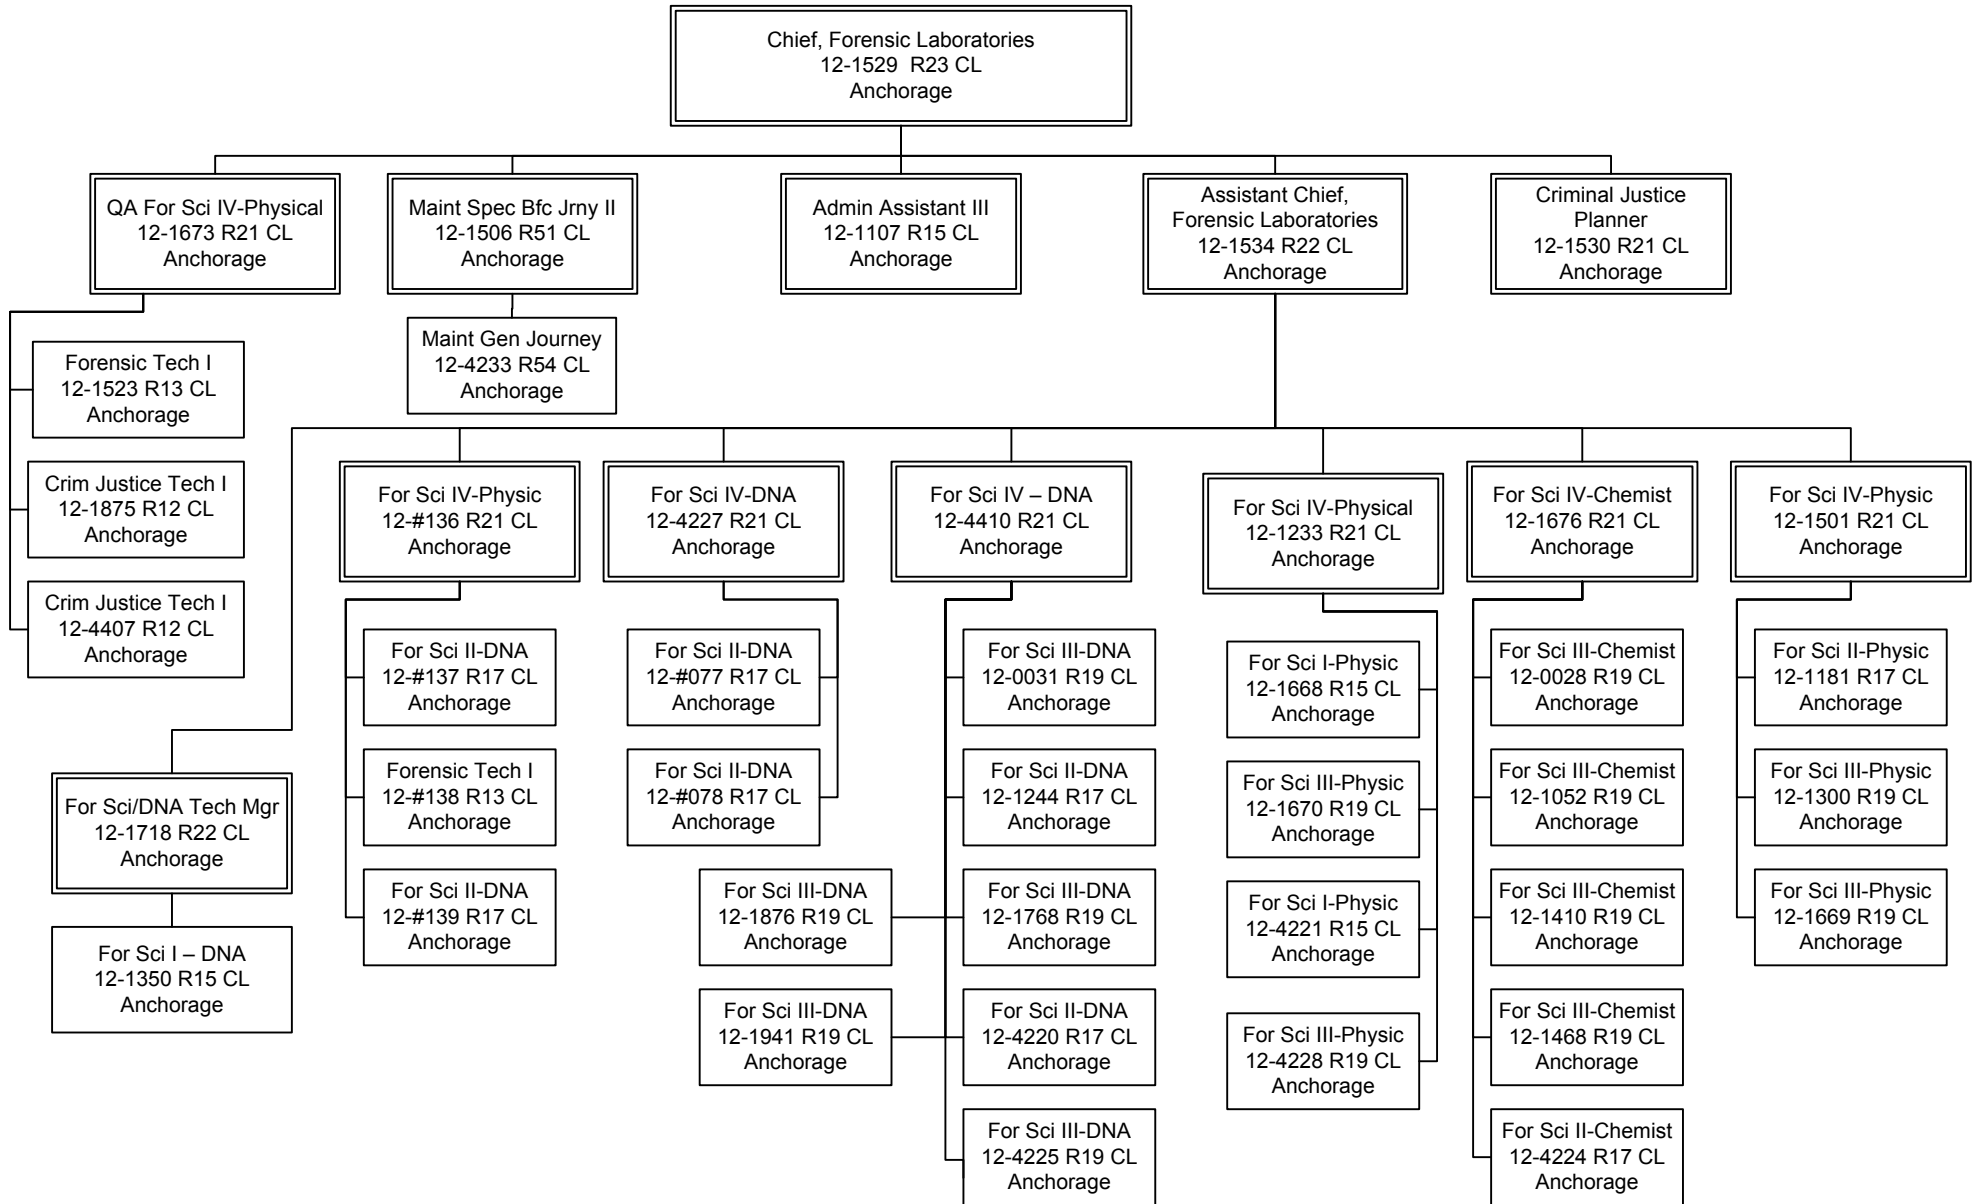 Chief, Forensic Laboratories
12-1529  R23 CL
Anchorage
QA For Sci IV-Physical
12-1673 R21 CL
Anchorage
Maint Spec Bfc Jrny II
12-1506 R51 CL
Anchorage
Admin Assistant III
12-1107 R15 CL
Anchorage
Assistant Chief,
Forensic Laboratories
12-1534 R22 CL
Anchorage
Criminal Justice
Planner
12-1530 R21 CL
Anchorage
Forensic Tech I
12-1523 R13 CL
Anchorage
Crim Justice Tech I
12-1875 R12 CL
Anchorage
Crim Justice Tech I
12-4407 R12 CL
Anchorage
Maint Gen Journey
12-4233 R54 CL
Anchorage
For Sci/DNA Tech Mgr
12-1718 R22 CL
Anchorage
For Sci I – DNA
12-1350 R15 CL
Anchorage
For Sci IV-Physic
12-#136 R21 CL
Anchorage
For Sci II-DNA
12-#137 R17 CL
Anchorage
Forensic Tech I
12-#138 R13 CL
Anchorage
For Sci II-DNA
12-#139 R17 CL
Anchorage
For Sci IV-DNA
12-4227 R21 CL
Anchorage
For Sci II-DNA
12-#077 R17 CL
Anchorage
For Sci II-DNA
12-#078 R17 CL
Anchorage
For Sci IV – DNA
12-4410 R21 CL
Anchorage
For Sci III-DNA
12-0031 R19 CL
Anchorage
For Sci II-DNA
12-1244 R17 CL
Anchorage
For Sci III-DNA
12-1876 R19 CL
Anchorage
For Sci III-DNA
12-1768 R19 CL
Anchorage
For Sci III-DNA
12-1941 R19 CL
Anchorage
For Sci II-DNA
12-4220 R17 CL
Anchorage
For Sci III-DNA
12-4225 R19 CL
Anchorage
For Sci IV-Physical
12-1233 R21 CL
Anchorage
For Sci I-Physic
12-1668 R15 CL
Anchorage
For Sci III-Physic
12-1670 R19 CL
Anchorage
For Sci I-Physic
12-4221 R15 CL
Anchorage
For Sci III-Physic
12-4228 R19 CL
Anchorage
For Sci IV-Chemist
12-1676 R21 CL
Anchorage
For Sci III-Chemist
12-0028 R19 CL
Anchorage
For Sci III-Chemist
12-1052 R19 CL
Anchorage
For Sci III-Chemist
12-1410 R19 CL
Anchorage
For Sci III-Chemist
12-1468 R19 CL
Anchorage
For Sci II-Chemist
12-4224 R17 CL
Anchorage
For Sci IV-Physic
12-1501 R21 CL
Anchorage
For Sci II-Physic
12-1181 R17 CL
Anchorage
For Sci III-Physic
12-1300 R19 CL
Anchorage
For Sci III-Physic
12-1669 R19 CL
Anchorage